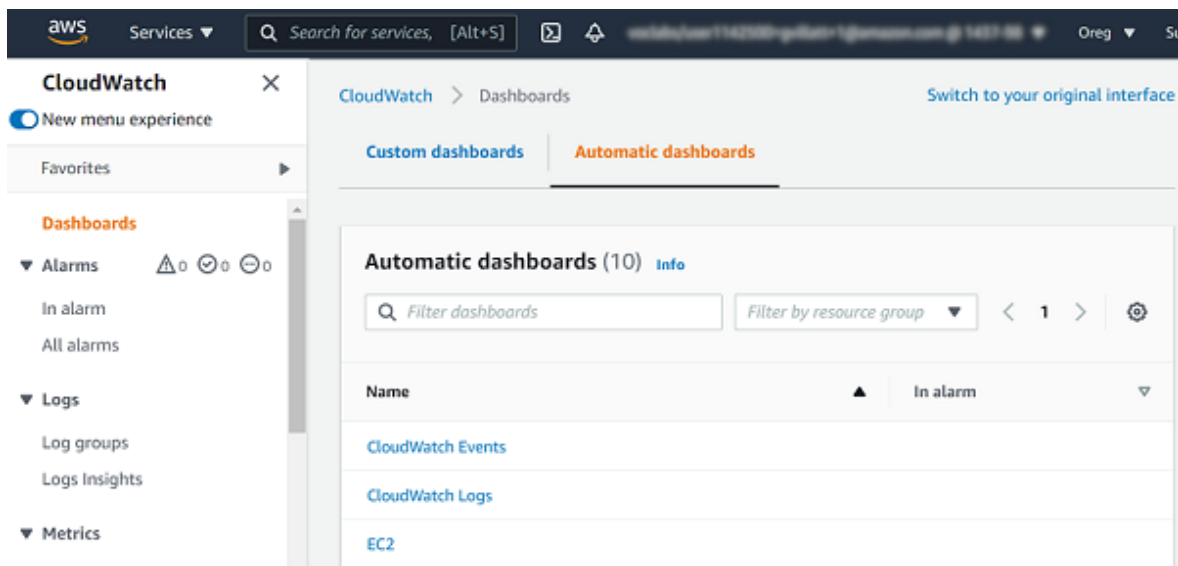 aws Services ▼ Search for services, [Alt+S] Oreg ▼ Su
CloudWatch
New menu experience
Favorites
Dashboards
Alarms 0 0 0
In alarm
All alarms
Logs
Log groups
Logs Insights
Metrics
CloudWatch > Dashboards
Switch to your original interface
Custom dashboards Automatic dashboards
Automatic dashboards (10) Info
Filter dashboards Filter by resource group ▼ < 1 >
Name In alarm
CloudWatch Events
CloudWatch Logs
EC2